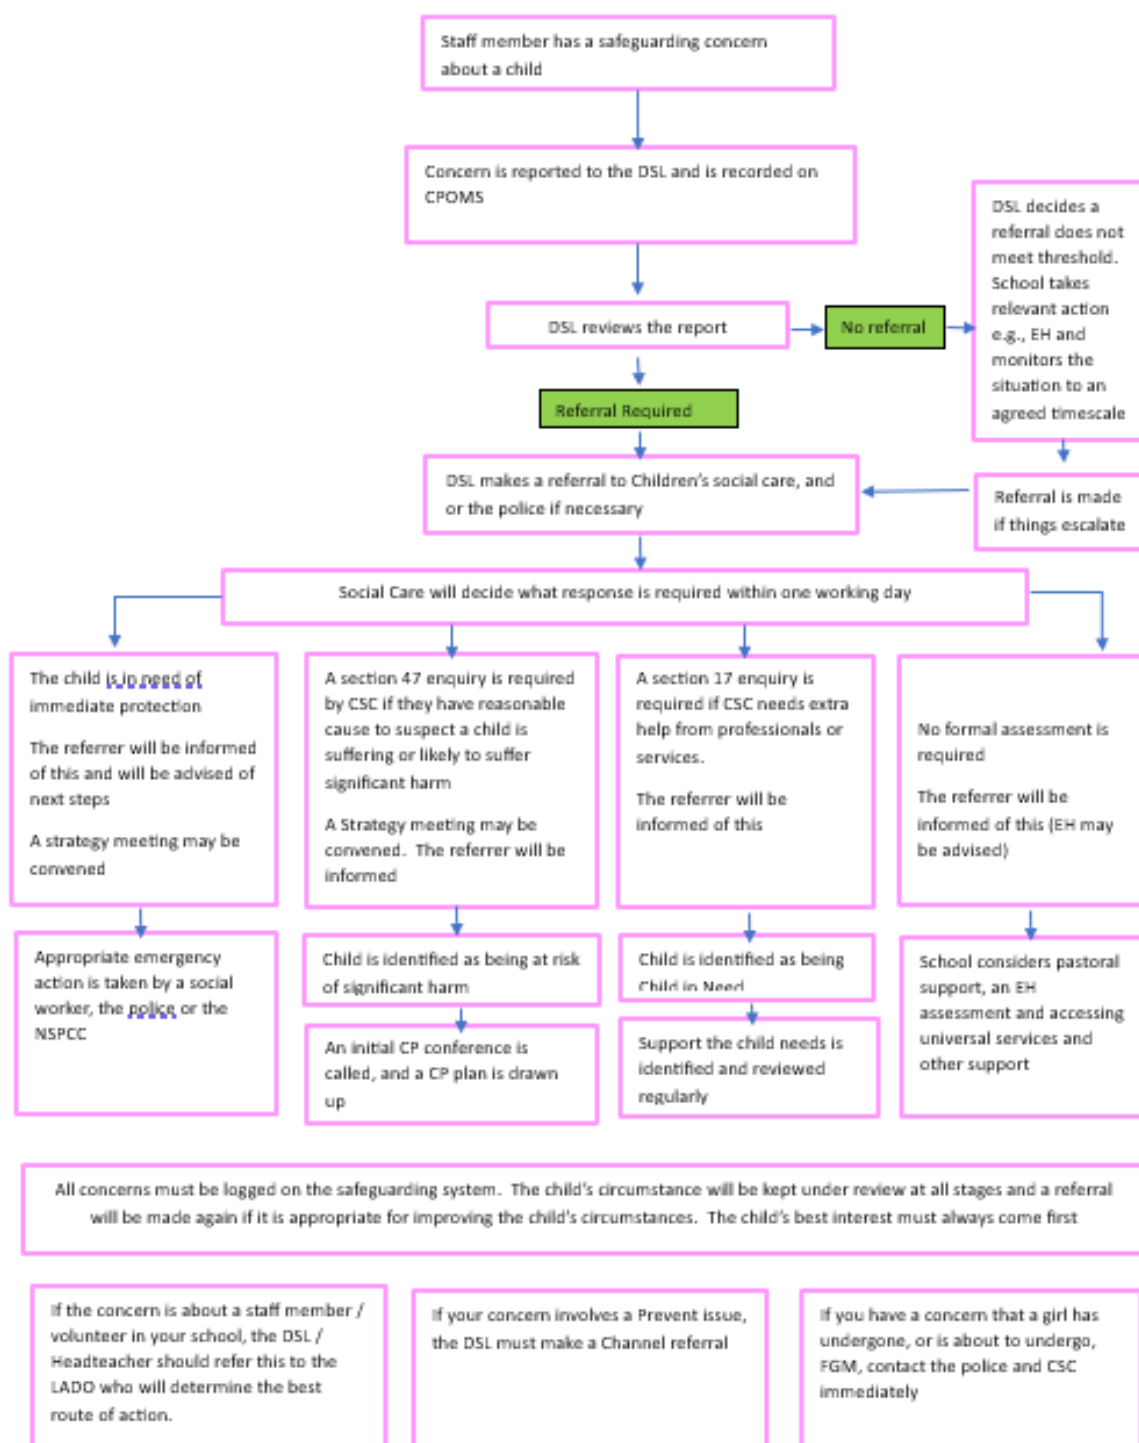 Staff member has a safeguarding concern
about a child
Concern is reported to the DSL and is recorded on
CPOMS
DSL decides a
referral does not
meet threshold.
School takes
relevant action
e.g., EH and
monitors the
situation to an
agreed timescale
DSL reviews the report
No referral
Referral Required
DSL makes a referral to Children's social care, and
or the police if necessary
Referral is made
if things escalate
Social Care will decide what response is required within one working day
The child is in need of
immediate protection
The referrer will be informed
of this and will be advised of
next steps
A strategy meeting may be
convened
A section 47 enquiry is required
by CSC if they have reasonable
cause to suspect a child is
suffering or likely to suffer
significant harm
A Strategy meeting may be
convened. The referrer will be
informed
A section 17 enquiry is
required if CSC needs extra
help from professionals or
services.
The referrer will be
informed of this
No formal assessment is
required
The referrer will be
informed of this (EH may
be advised)
Appropriate emergency
action is taken by a social
worker, the police or the
NSPCC
Child is identified as being at risk
of significant harm
An initial CP conference is
called, and a CP plan is drawn
up
Child is identified as being
Child in Need
Support the child needs is
identified and reviewed
regularly
School considers pastoral
support, an EH
assessment and accessing
universal services and
other support
All concerns must be logged on the safeguarding system. The child's circumstance will be kept under review at all stages and a referral
will be made again if it is appropriate for improving the child's circumstances. The child's best interest must always come first
If the concern is about a staff member /
volunteer in your school, the DSL /
Headteacher should refer this to the
LADO who will determine the best
route of action.
If your concern involves a Prevent issue,
the DSL must make a Channel referral
If you have a concern that a girl has
undergone, or is about to undergo,
FGM, contact the police and CSC
immediately